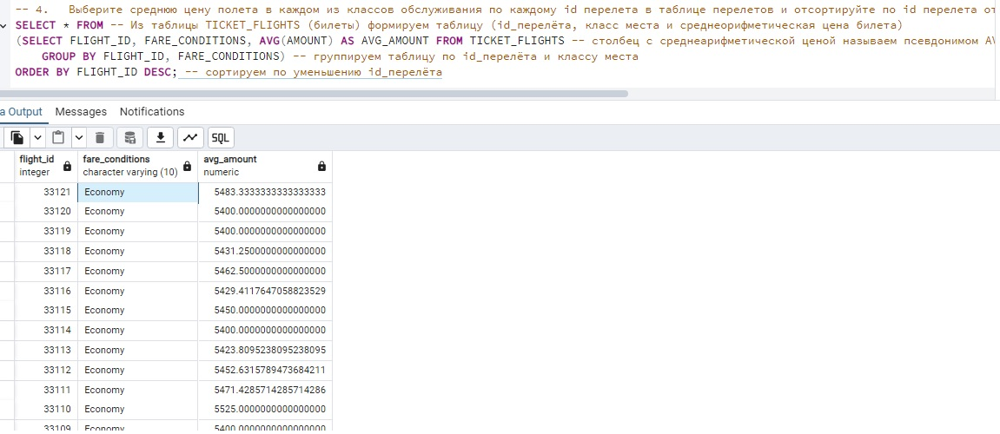 -- 4. Выберите среднюю цену полета в каждом из классов обслуживания по каждому id перелета в таблице перелетов и отсортируйте по id перелета от
SELECT * FROM -- Из таблицы TICKET_FLIGHTS (билеты) формируем таблицу (id_перелёта, класс места и среднеорифметическая цена билета)
(SELECT FLIGHT_ID, FARE_CONDITIONS, AVG(AMOUNT) AS AVG_AMOUNT FROM TICKET_FLIGHTS -- столбец с среднеарифметической ценой называем псевдонимом AV
GROUP BY FLIGHT_ID, FARE_CONDITIONS) -- группируем таблицу по id_перелёта и классу места
ORDER BY FLIGHT_ID DESC; -- сортируем по уменьшению id_перелёта
a Output Messages Notifications
SQL
flight_id fare_conditions avg_amount
integer character varying (10) numeric
33121 Economy 5483.3333333333333333
33120 Economy 5400.0000000000000000
33119 Economy 5400.0000000000000000
33118 Economy 5431.2500000000000000
33117 Economy 5462.5000000000000000
33116 Economy 5429.4117647058823529
33115 Economy 5450.0000000000000000
33114 Economy 5400.0000000000000000
33113 Economy 5423.8095238095238095
33112 Economy 5452.6315789473684211
33111 Economy 5471.4285714285714286
33110 Economy 5525.0000000000000000
33109 Economy 5400.0000000000000000